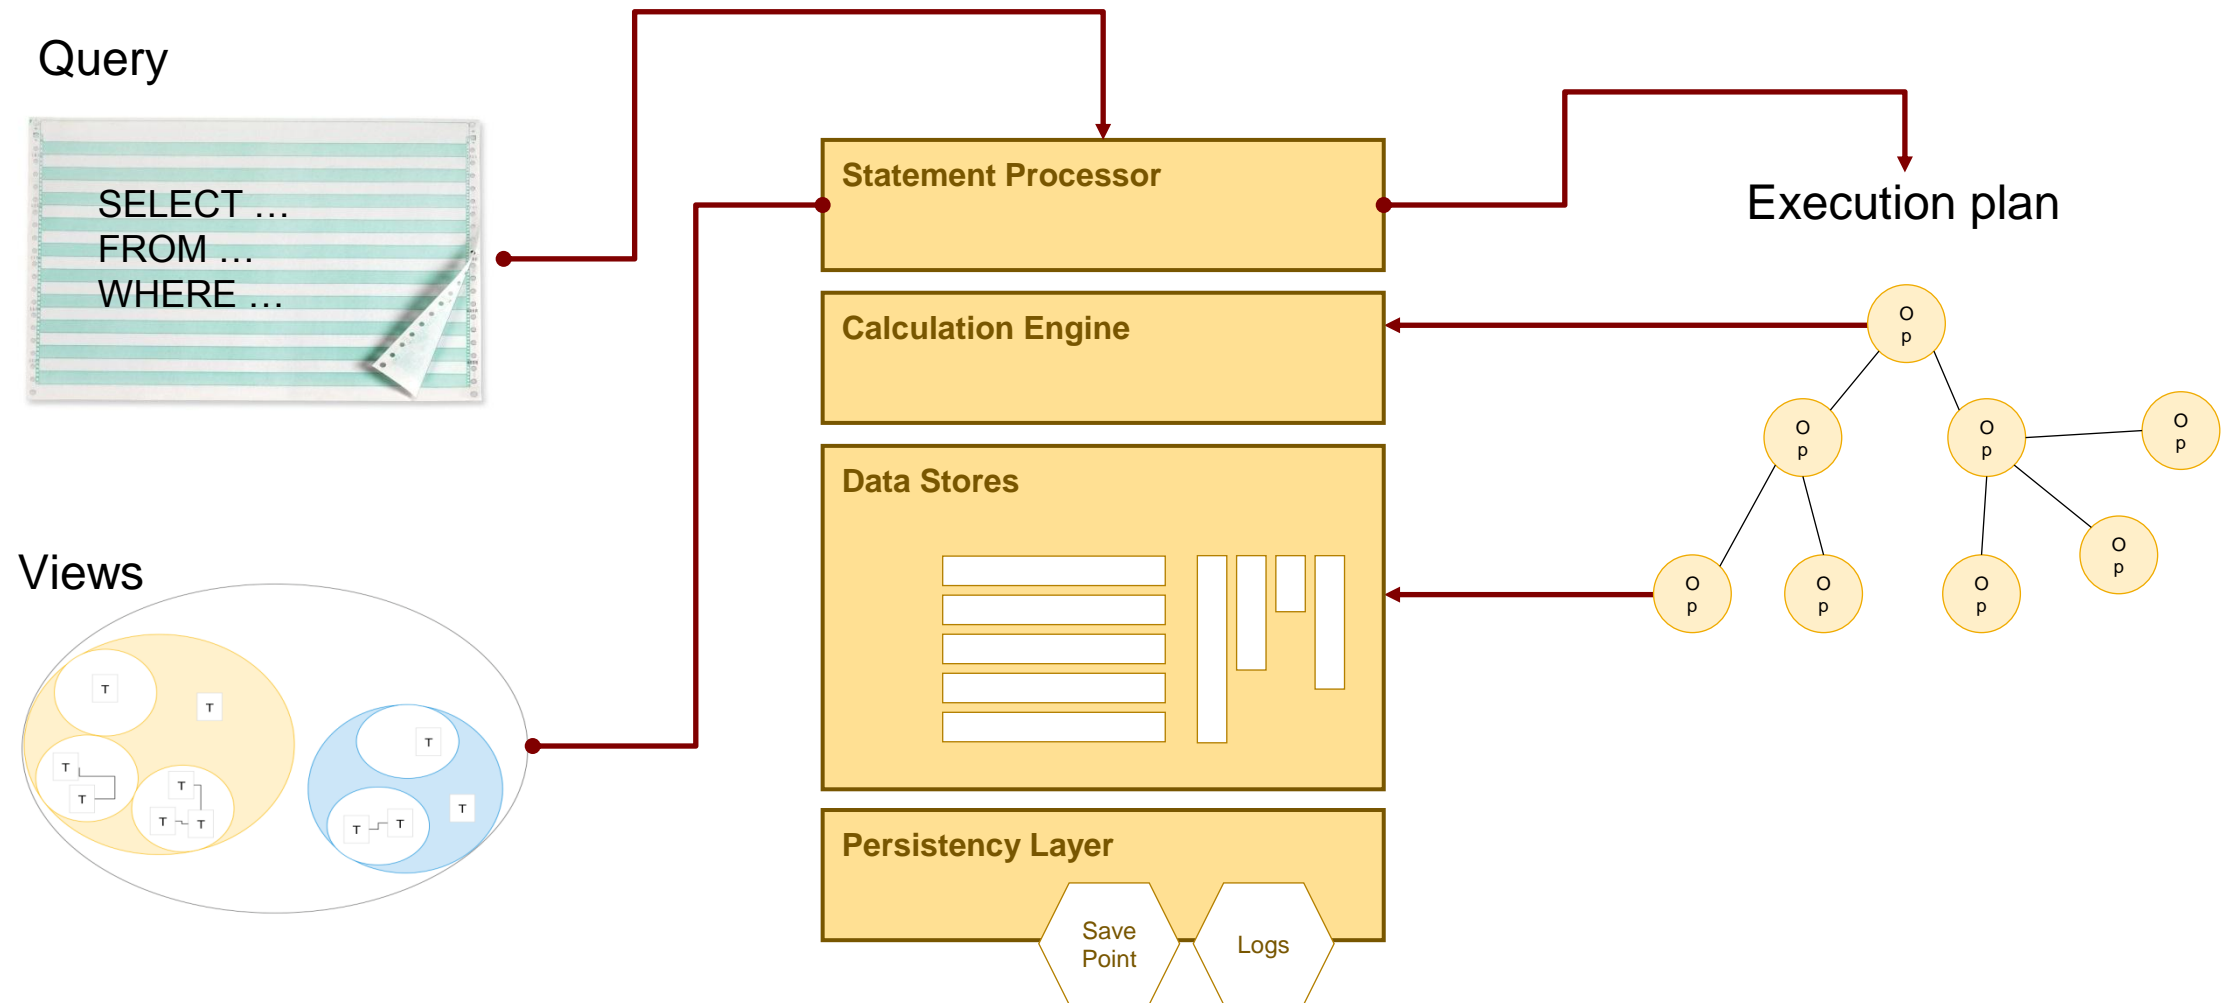 Query
SELECT …
FROM …
WHERE …
Views
T
T
T
T
T
T
T
T
T
T
T
Statement Processor
Calculation Engine
Data Stores
Persistency Layer
Save
Point
Logs
Execution plan
O
p
O
p
O
p
O
p
O
p
O
p
O
p
O
p